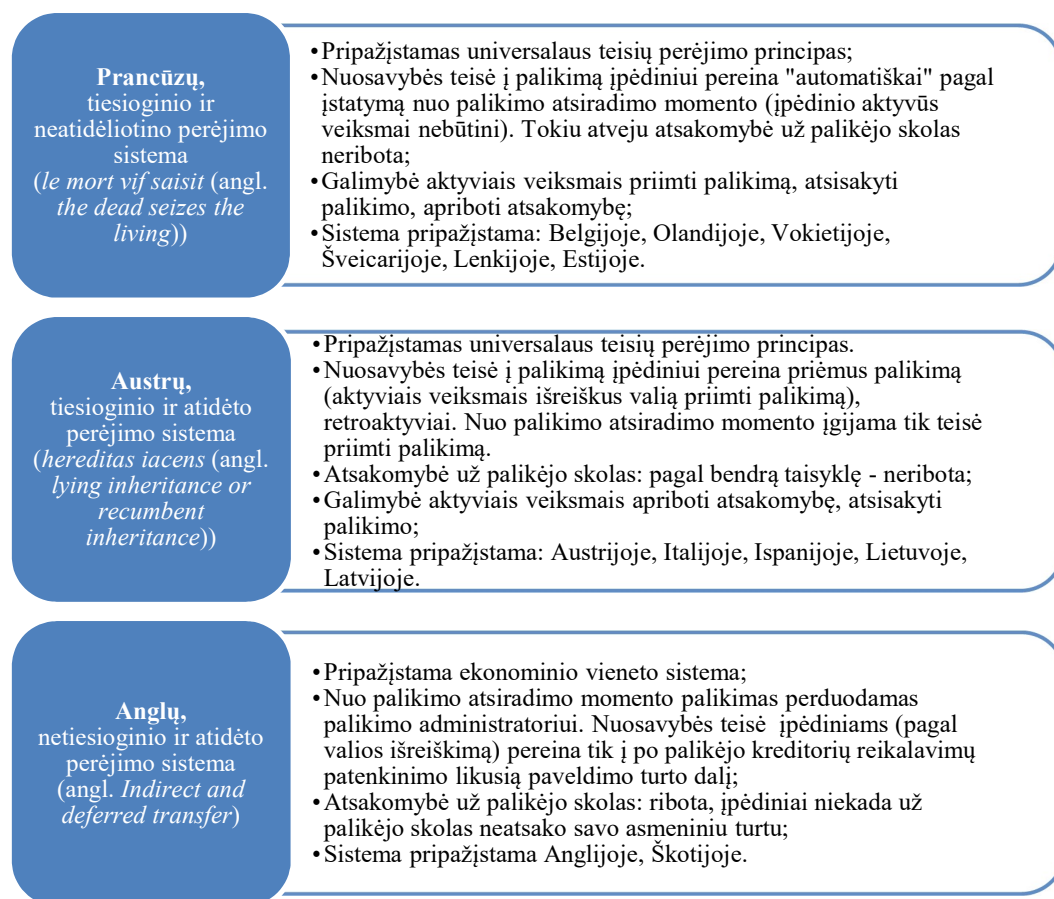 Prancūzų,
tiesioginio ir
neatidėliotino perėjimo
sistema
(le mort vif saisit (angl.
the dead seizes the
living))
•Pripažįstamas universalaus teisių perėjimo principas;
•Nuosavybės teisė į palikimą įpėdiniui pereina "automatiškai" pagal
įstatymą nuo palikimo atsiradimo momento (įpėdinio aktyvūs
veiksmai nebūtini). Tokiu atveju atsakomybė už palikėjo skolas
neribota;
•Galimybė aktyviais veiksmais priimti palikimą, atsisakyti
palikimo, apriboti atsakomybę;
•Sistema pripažįstama: Belgijoje, Olandijoje, Vokietijoje,
Šveicarijoje, Lenkijoje, Estijoje.
Austrų,
tiesioginio ir atidėto
perėjimo sistema
(hereditas iacens (angl.
lying inheritance or
recumbent
inheritance))
•Pripažįstamas universalaus teisių perėjimo principas.
•Nuosavybės teisė į palikimą įpėdiniui pereina priėmus palikimą
(aktyviais veiksmais išreiškus valią priimti palikimą),
retroaktyviai. Nuo palikimo atsiradimo momento įgijama tik teisė
priimti palikimą.
•Atsakomybė už palikėjo skolas: pagal bendrą taisyklę - neribota;
•Galimybė aktyviais veiksmais apriboti atsakomybę, atsisakyti
palikimo;
•Sistema pripažįstama: Austrijoje, Italijoje, Ispanijoje, Lietuvoje,
Latvijoje.
Anglų,
netiesioginio ir atidėto
perėjimo sistema
(angl. Indirect and
deferred transfer)
•Pripažįstama ekonominio vieneto sistema;
•Nuo palikimo atsiradimo momento palikimas perduodamas
palikimo administratoriui. Nuosavybės teisė įpėdiniams (pagal
valios išreiškimą) pereina tik į po palikėjo kreditorių reikalavimų
patenkinimo likusią paveldimo turto dalį;
•Atsakomybė už palikėjo skolas: ribota, įpėdiniai niekada už
palikėjo skolas neatsako savo asmeniniu turtu;
•Sistema pripažįstama Anglijoje, Škotijoje.